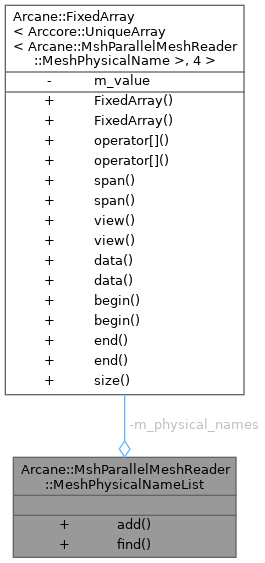 Arcane::FixedArray
< Arccore::UniqueArray
< Arcane::MshParallelMeshReader
::MeshPhysicalName >, 4 >
- m_value
+ FixedArray()
+ FixedArray()
+ operator[]()
+ operator[]()
+ span()
+ span()
+ view()
+ view()
+ data()
+ data()
+ begin()
+ begin()
+ end()
+ end()
+ size()
-m_physical_names
Arcane::MshParallelMeshReader
::MeshPhysicalNameList
+ add()
+ find()